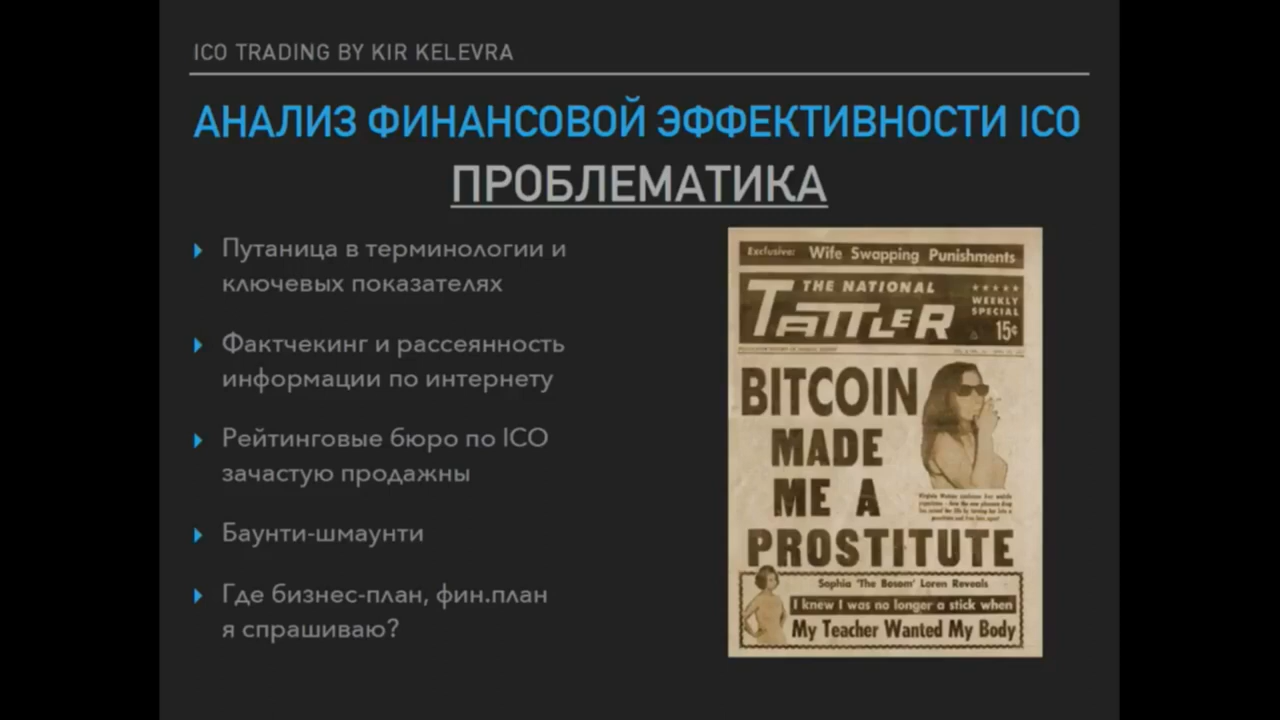 ICO TRADING BY KIR KELEVRA
АНАЛИЗ ФИНАНСОВОЙ ЭФФЕКТИВНОСТИ ICO
ПРОБЛЕМАТИКА
Путаница в терминологии и
ключевых показателях
Фактчекинг и рассеянность
информации по интернету
Рейтинговые бюро по ICO
зачастую продажны
Баунти-шмаунти
Где бизнес-план, фин.план
я спрашиваю?
Exclusive: Wife Swapping Punishments
THE NATIONAL
TATTLER
WEEKLY
SPECIAL
15¢
BITCOIN
MADE
ME A
PROSTITUTE
Sophia 'The Bosom' Loren Reveals
I knew I was no longer a stick when
My Teacher Wanted My Body